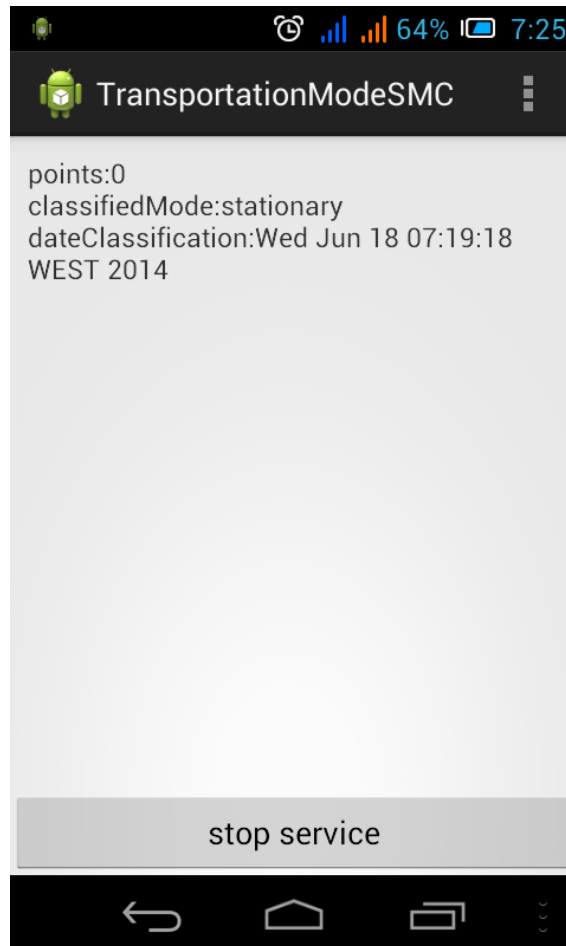 64% 7:25
TransportationModeSMC
points:0
classifiedMode:stationary
dateClassification:Wed Jun 18 07:19:18
WEST 2014
stop service